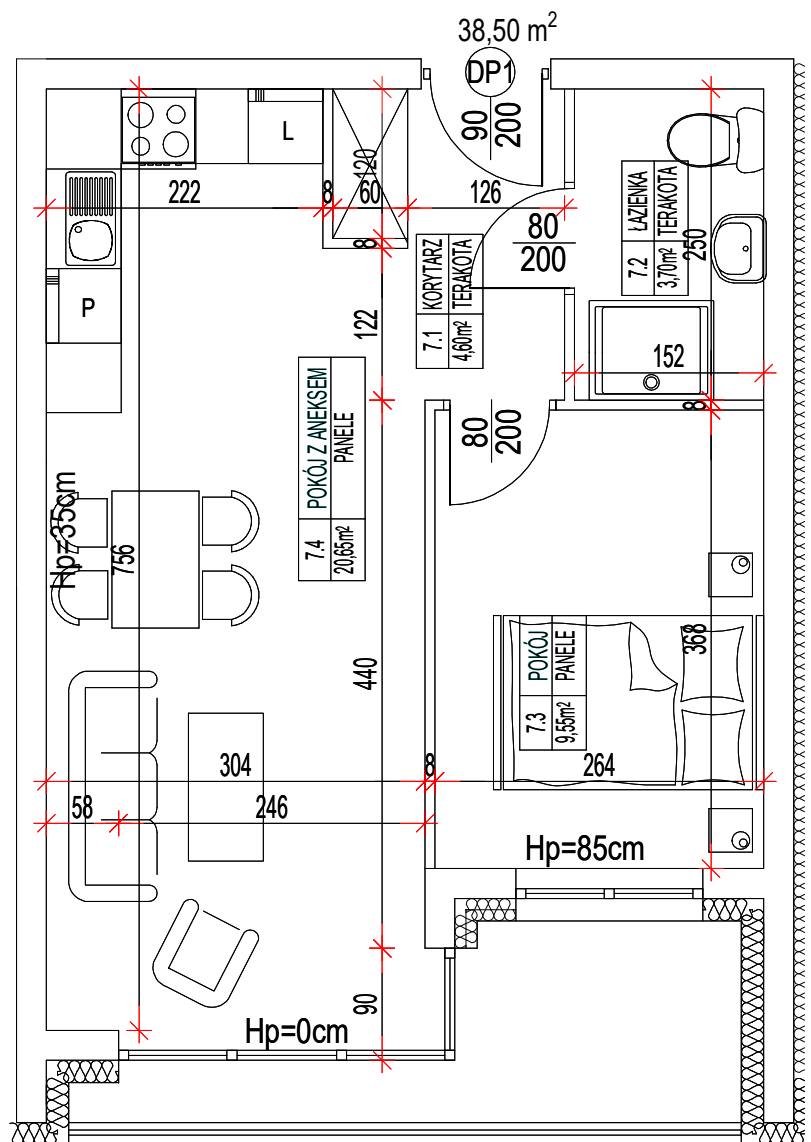 38,50 m²
DP1
90
200
L
120
222
8
60
126
8
80
200
7.2
ŁAZIENKA
3,70m²
TERAKOTA
250
7.1
KORYTARZ
4,60m²
TERAKOTA
P
122
152
8
80
200
7.4
POKÓJ Z ANEKSEM
20,65m²
PANELE
Hp=35cm
756
440
7.3
POKÓJ
9,55m²
PANELE
368
304
8
264
58
246
Hp=85cm
90
Hp=0cm